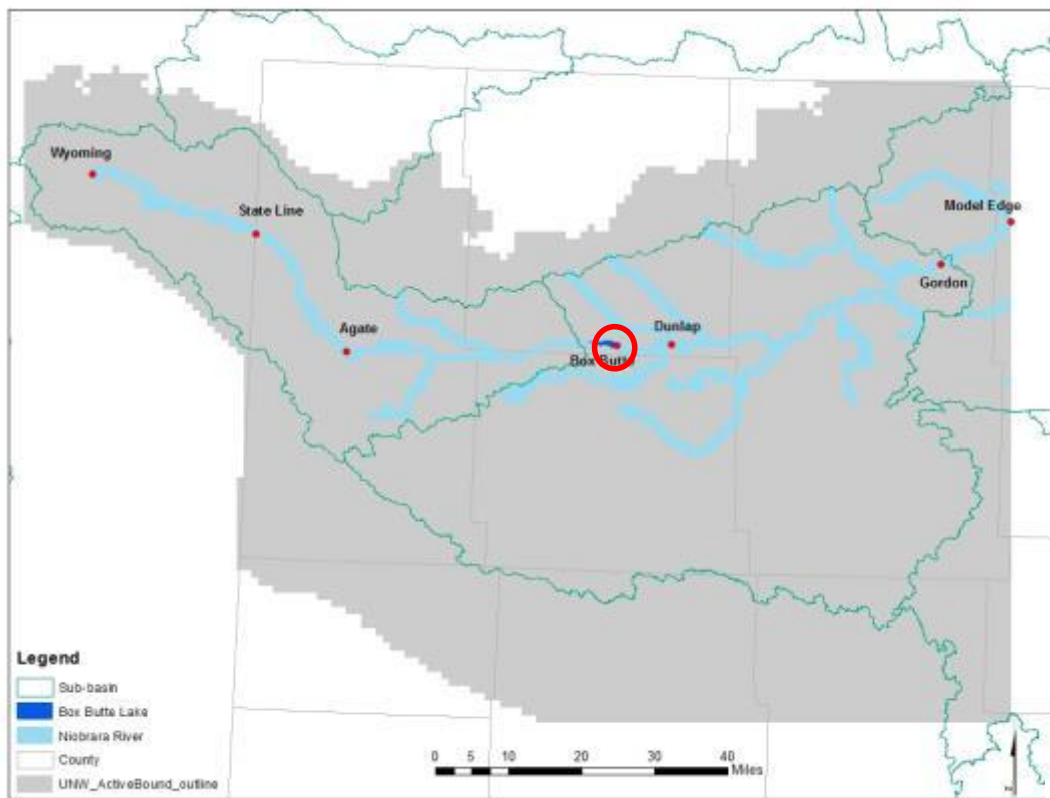 Wyoming
State Line
Model Edge
Gordon
Agate
Dunlap
Box Butte
Legend
Sub-basin
Box Butte Lake
Niobrara River
County
UNW_ActiveBound_outline
0 5 10 20 30 40
Miles